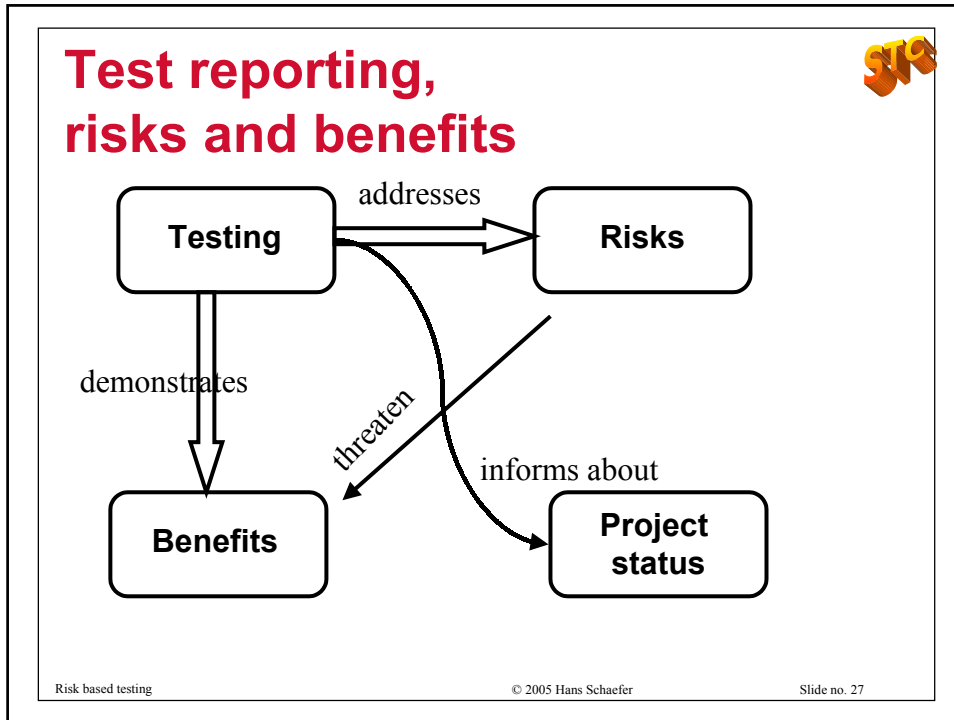 Test reporting,
risks and benefits
STC
addresses
Testing
Risks
demonstrates
threaten
informs about
Benefits
Project
status
Risk based testing
© 2005 Hans Schaefer
Slide no. 27